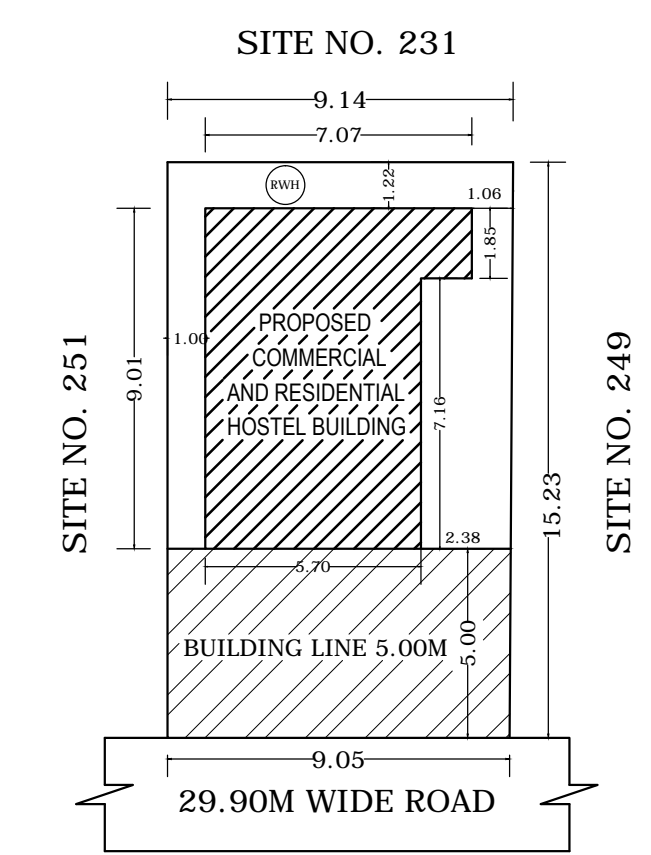 SITE NO. 231
9.14
7.07
RWH
1.22
1.06
1.85
1.00
PROPOSED
COMMERCIAL
AND RESIDENTIAL
HOSTEL BUILDING
SITE NO. 251
9.01
7.16
SITE NO. 249
15.23
2.38
5.70
BUILDING LINE 5.00M
5.00
9.05
29.90M WIDE ROAD